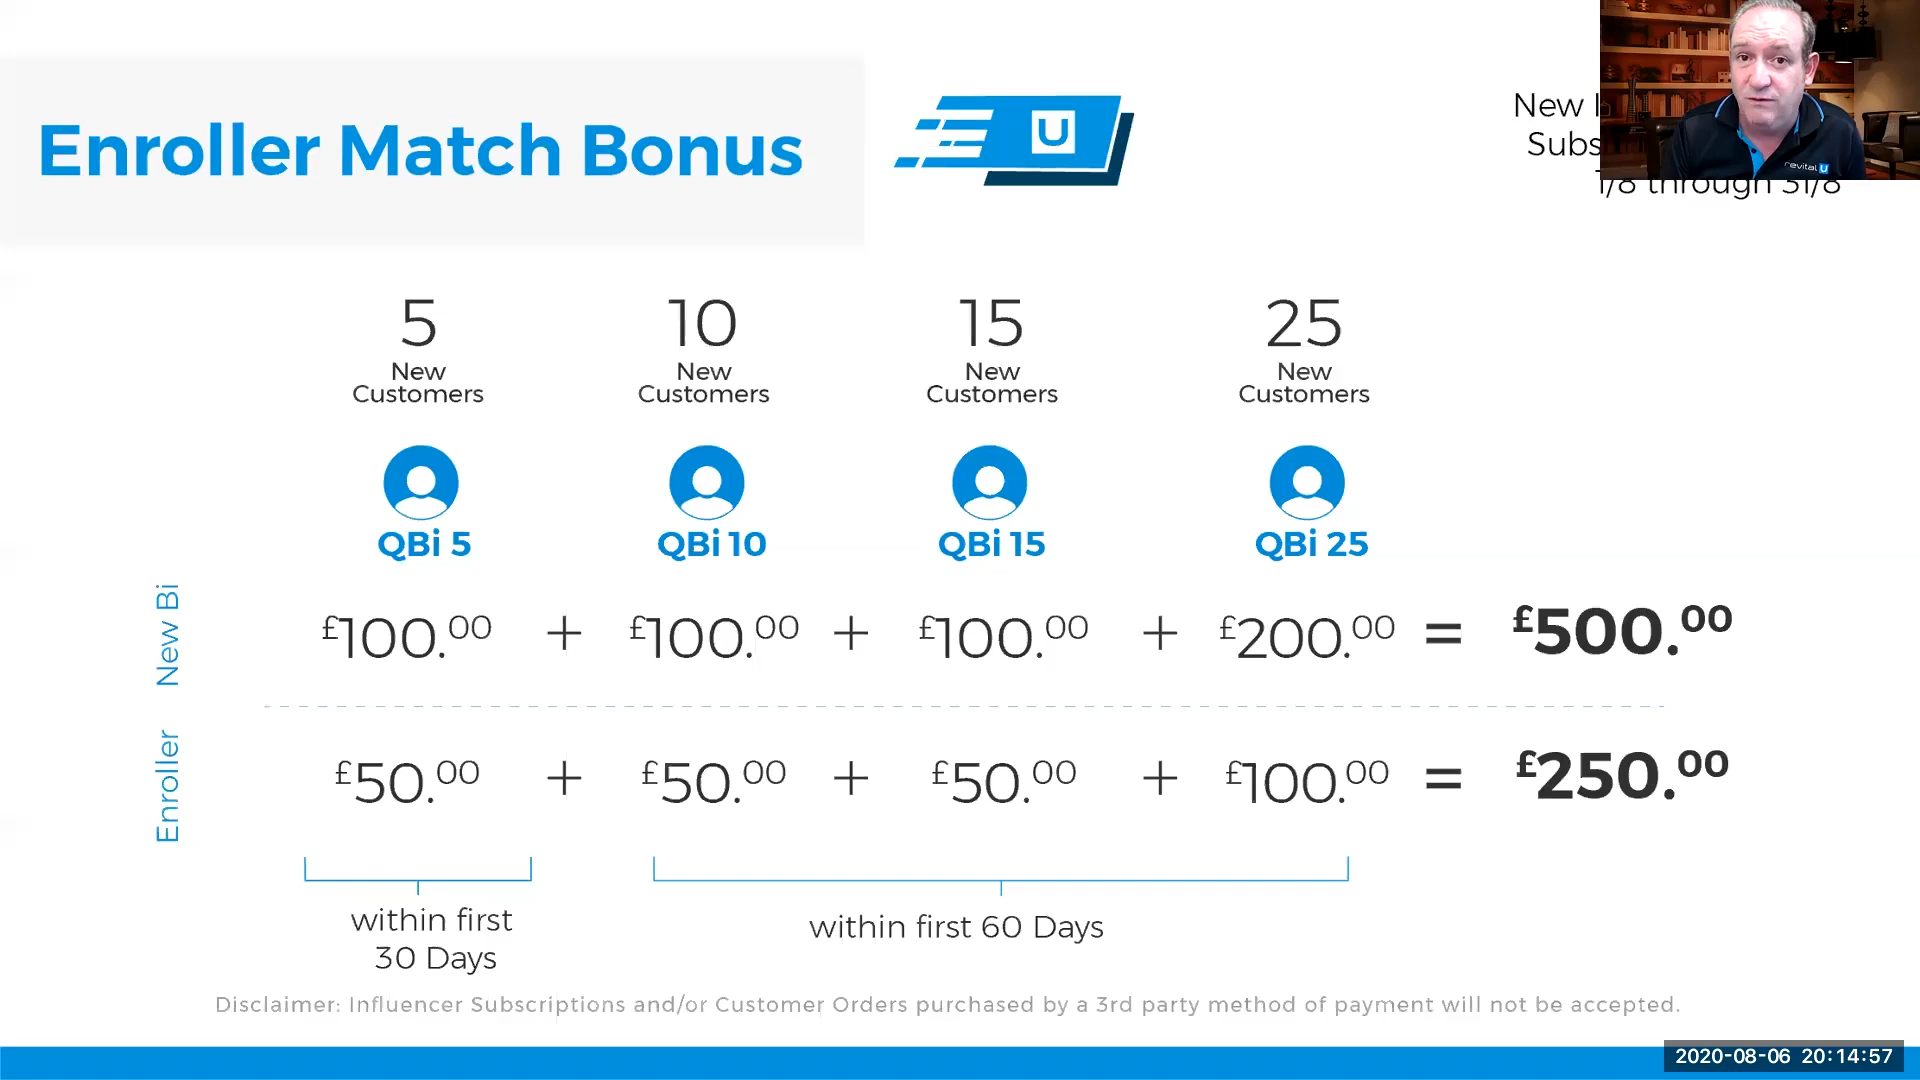 Enroller Match Bonus
U
New
Subs
1/8 through 31/8
revital U
5
New
Customers
10
New
Customers
15
New
Customers
25
New
Customers
QBi 5
QBi 10
QBi 15
QBi 25
New Bi
£100.00 + £100.00 + £100.00 + £200.00 = £500.00
Enroller
£50.00 + £50.00 + £50.00 + £100.00 = £250.00
within first
30 Days
within first 60 Days
Disclaimer: Influencer Subscriptions and/or Customer Orders purchased by a 3rd party method of payment will not be accepted.
2020-08-06 20:14:57